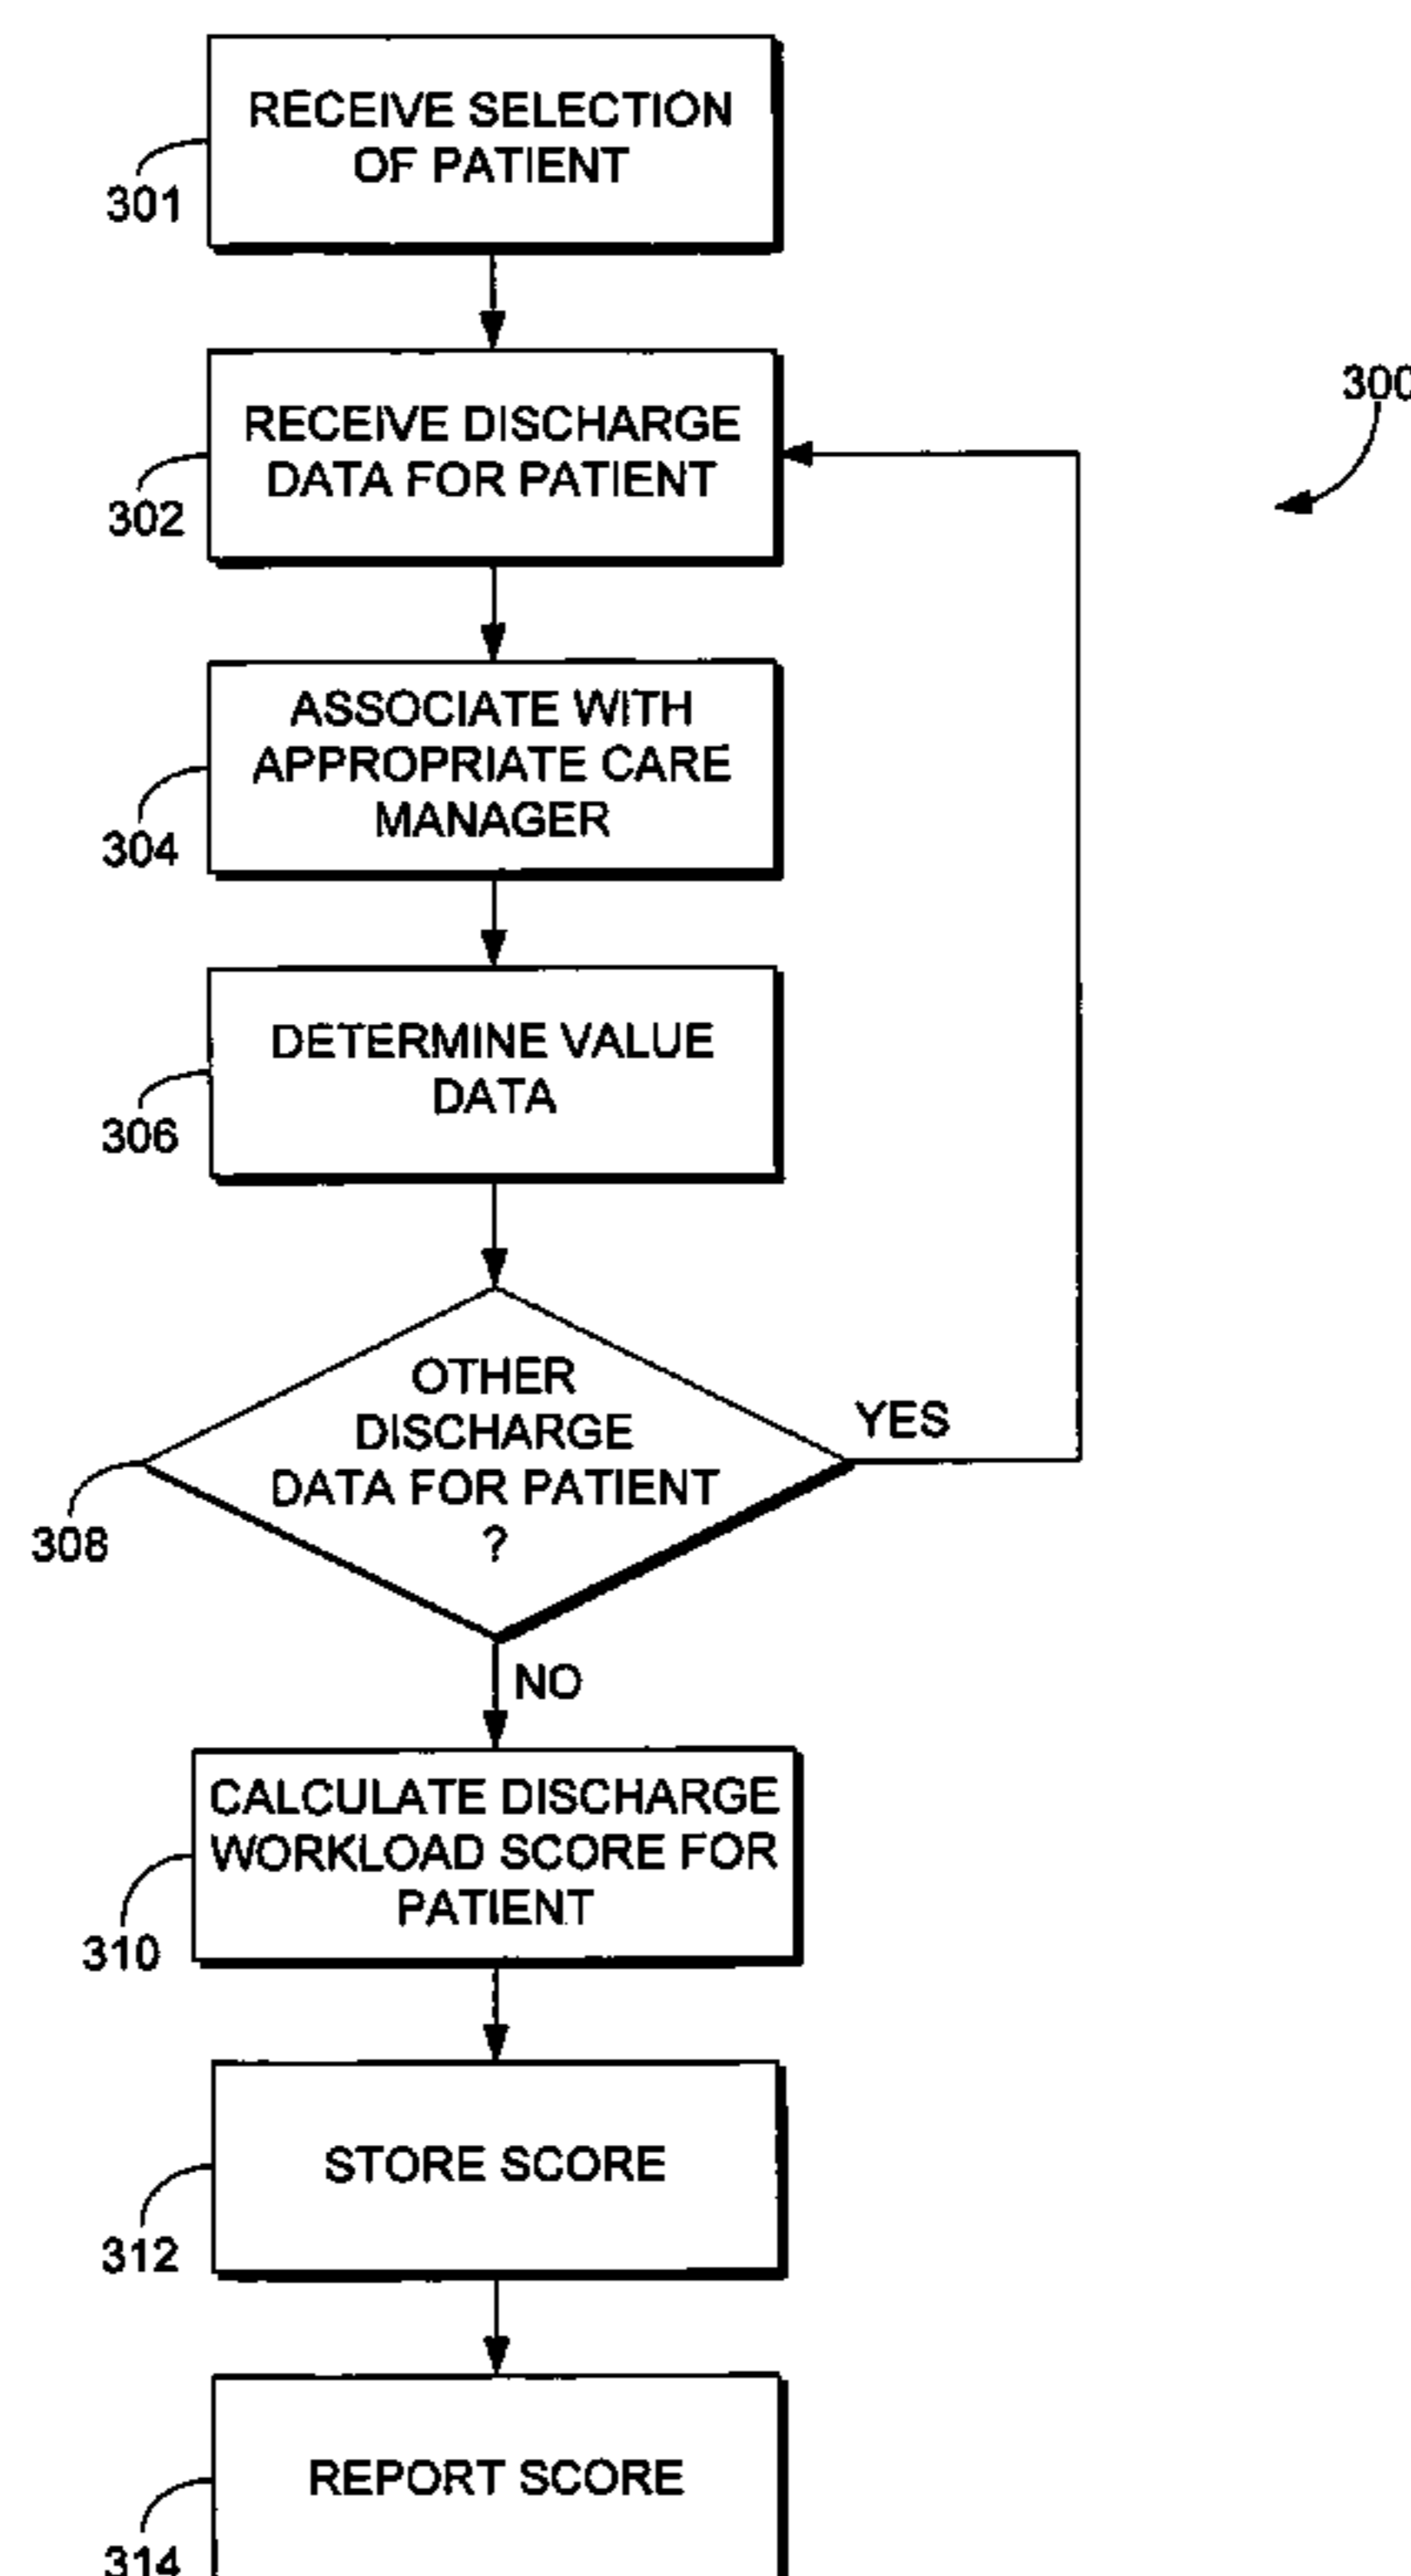 RECEIVE SELECTION
OF PATIENT
301
RECEIVE DISCHARGE
DATA FOR PATIENT
302
300
ASSOCIATE WITH
APPROPRIATE CARE
MANAGER
304
DETERMINE VALUE
DATA
306
OTHER
DISCHARGE
DATA FOR PATIENT
?
YES
308
NO
CALCULATE DISCHARGE
WORKLOAD SCORE FOR
PATIENT
310
STORE SCORE
312
REPORT SCORE
314